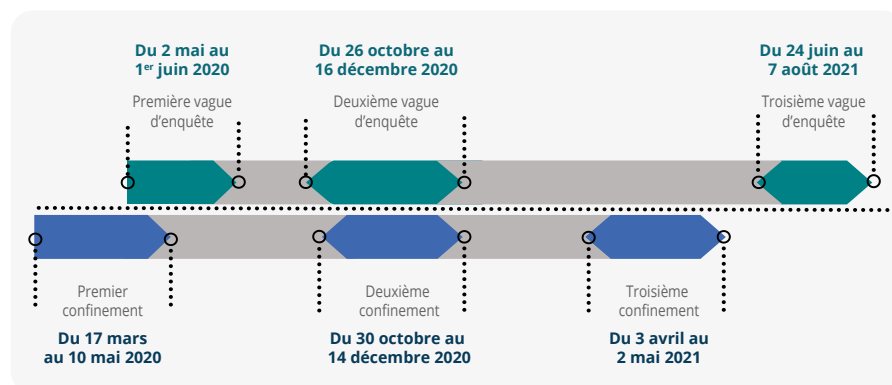 Du 2 mai au
1er juin 2020
Première vague
d'enquête
Du 26 octobre au
16 décembre 2020
Deuxième vague
d'enquête
Du 24 juin au
7 août 2021
Troisième vague
d'enquête
Premier
confinement
Du 17 mars
au 10 mai 2020
Deuxième
confinement
Du 30 octobre au
14 décembre 2020
Troisième
confinement
Du 3 avril au
2 mai 2021